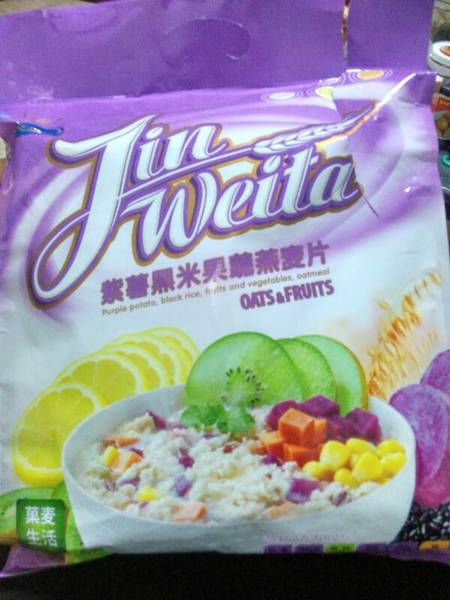 Jin
Weita
紫薯黑米果蔬燕麦片
Purple potato, black rice, fruits and vegetables, oatmeal
OATS&FRUITS
菓麦
生活